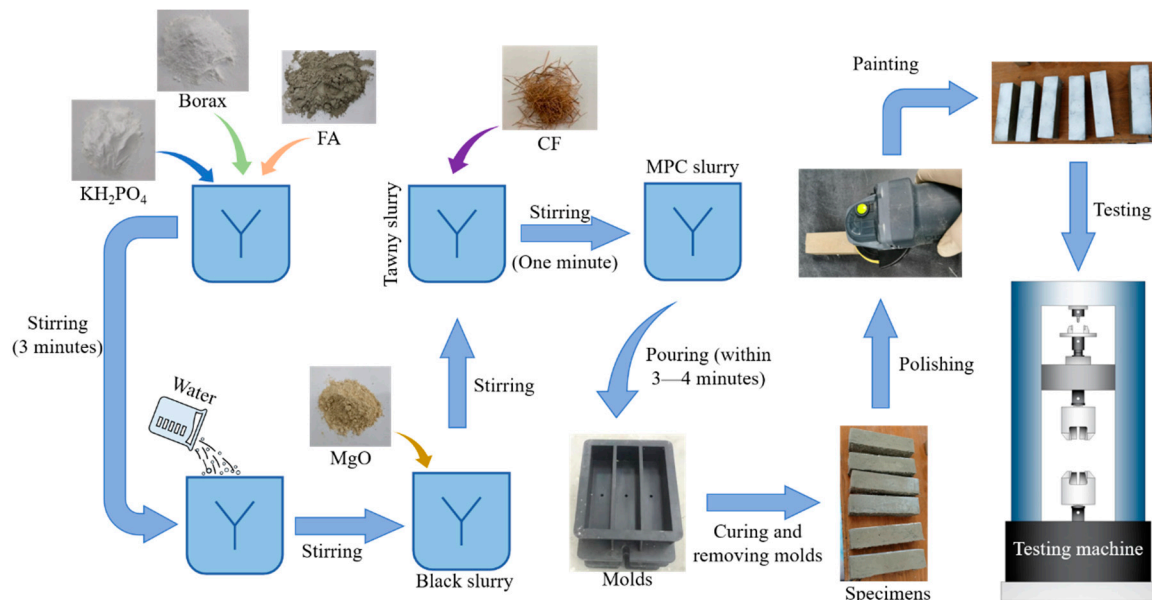 Borax
FA
KH₂PO₄
Stirring
(3 minutes)
Water
Stirring
MgO
Black slurry
Stirring
Tawny slurry
CF
Stirring
(One minute)
MPC slurry
Pouring (within
3—4 minutes)
Molds
Curing and
removing molds
Specimens
Polishing
Painting
Testing
Testing machine